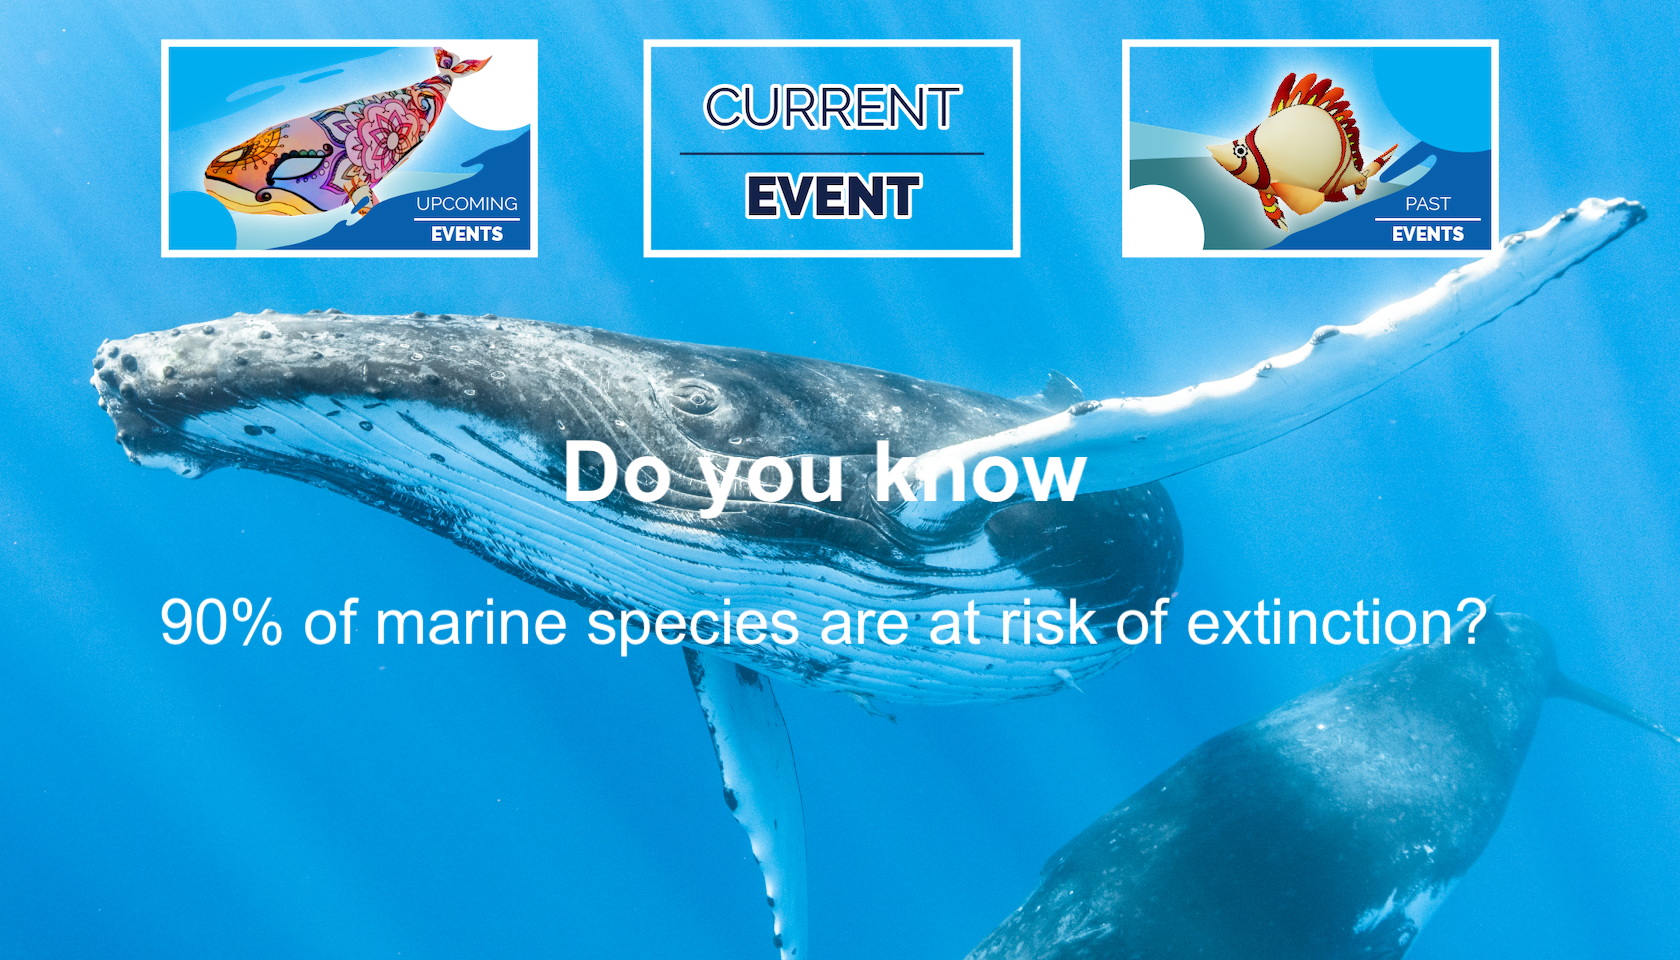 UPCOMING
EVENTS
CURRENT
EVENT
PAST
EVENTS
Do you know
90% of marine species are at risk of extinction?